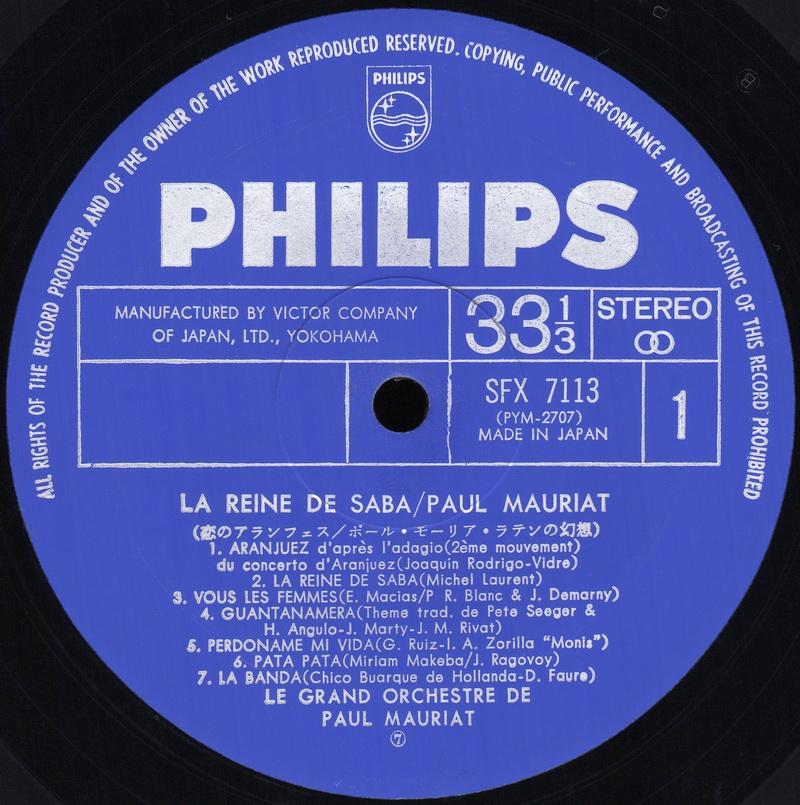 ALL RIGHTS OF THE RECORD PRODUCER AND OF THE OWNER OF THE WORK REPRODUCED RESERVED. COPYING, PUBLIC PERFORMANCE AND BROADCASTING OF THIS RECORD PROHIBITED
PHILIPS
PHILIPS
MANUFACTURED BY VICTOR COMPANY
OF JAPAN, LTD., YOKOHAMA
33 1/3
STEREO
SFX 7113
(PYM-2707)
MADE IN JAPAN
1
LA REINE DE SABA/PAUL MAURIAT
(恋のアランフェス/ポール・モーリア・ラテンの幻想)
1. ARANJUEZ d'après l'adagio(2ème mouvement)
du concerto d'Aranjuez(Joaquin Rodrigo-Vidre)
2. LA REINE DE SABA(Michel Laurent)
3. VOUS LES FEMMES(E. Macias/P R. Blanc & J. Demarny)
4. GUANTANAMERA(Theme trad. de Pete Seeger &
H. Angulo-J. Marty-J. M. Rivat)
5. PERDONAME MI VIDA(G. Ruiz-I. A. Zorilla "Monis")
6. PATA PATA(Miriam Makeba/J. Ragovoy)
7. LA BANDA(Chico Buarque de Hollanda-D. Faure)
LE GRAND ORCHESTRE DE
PAUL MAURIAT
⑦